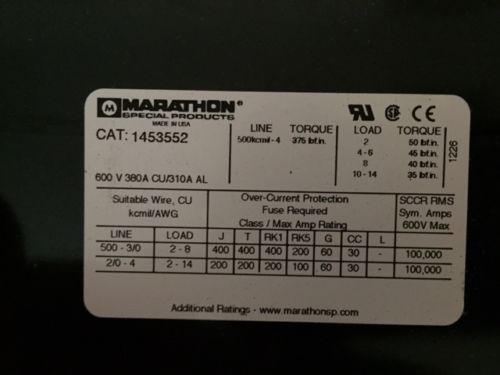 M MARATHON®
SPECIAL PRODUCTS
MADE IN USA
CAT: 1453552
600 V 380A CU/310A AL
LINE TORQUE
500kcmil - 4 375 lbf.in.
LOAD TORQUE
2 50 lbf.in.
4-6 45 lbf.in.
8 40 lbf.in.
10-14 35 lbf.in.
1226
Suitable Wire, CU
kcmil/AWG
Over-Current Protection
Fuse Required
Class / Max Amp Rating
SCCR RMS
Sym. Amps
600V Max
LINE LOAD J T RK1 RK5 G CC L
500 - 3/0 2 - 8 400 400 400 200 60 30 - 100,000
2/0 - 4 2 - 14 200 200 200 100 60 30 - 100,000
Additional Ratings - www.marathonsp.com